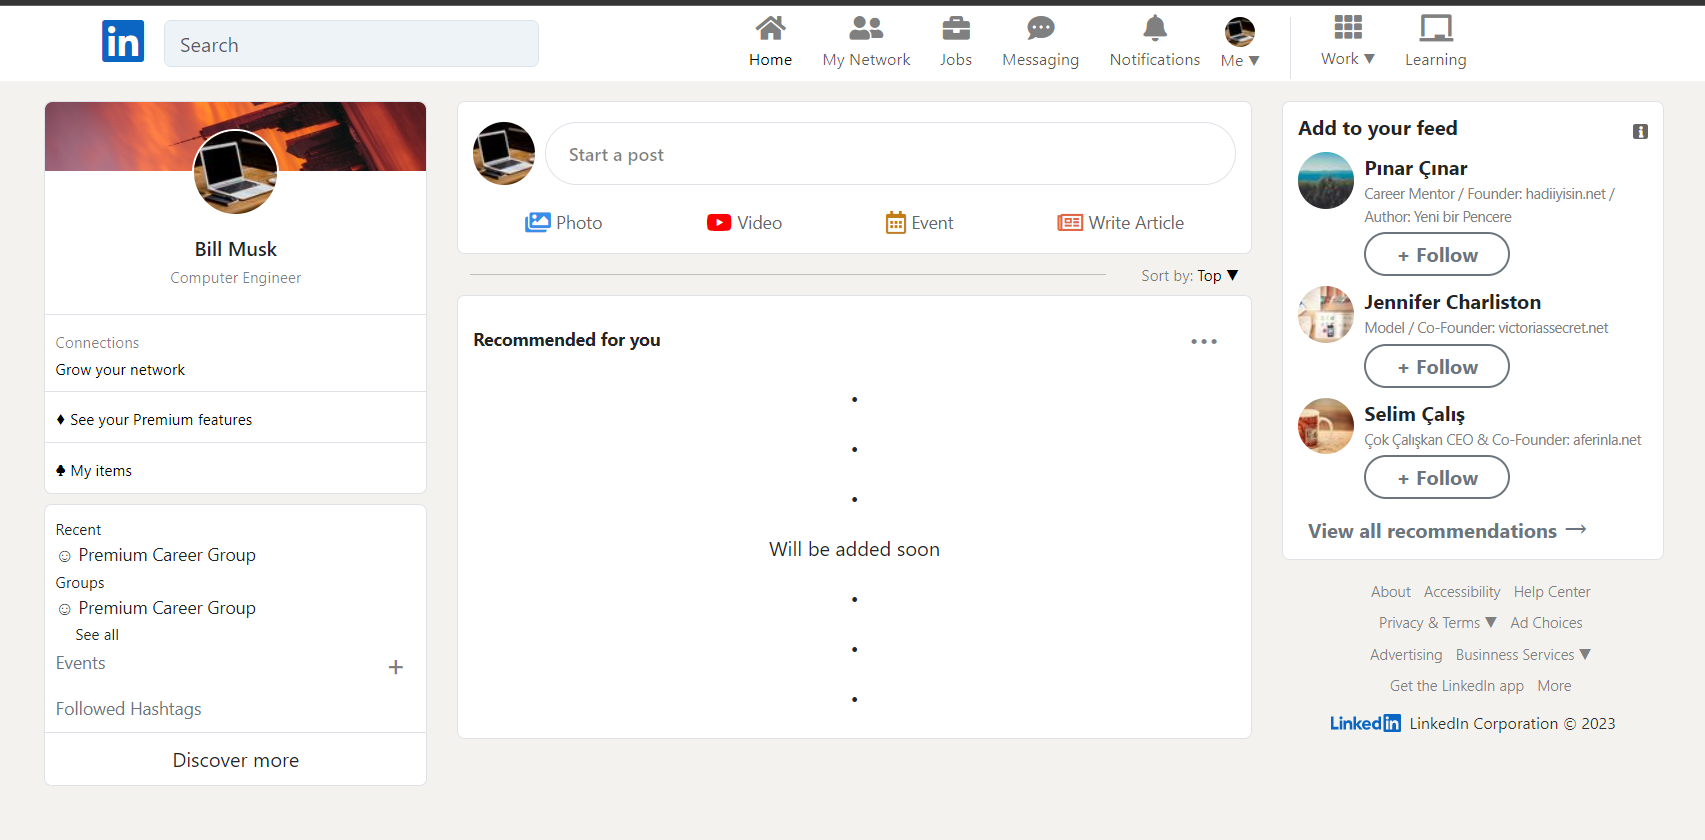 in
Search
Home
My Network
Jobs
Messaging
Notifications
Me ▼
Work ▼
Learning
Bill Musk
Computer Engineer
Connections
Grow your network
♦ See your Premium features
♣ My items
Recent
☺ Premium Career Group
Groups
☺ Premium Career Group
See all
Events +
Followed Hashtags
Discover more
Start a post
Photo
Video
Event
Write Article
Sort by: Top ▼
Recommended for you
•
•
•
Will be added soon
•
•
•
Add to your feed
Pınar Çınar
Career Mentor / Founder: hadiiyisin.net /
Author: Yeni bir Pencere
+ Follow
Jennifer Charliston
Model / Co-Founder: victoriassecret.net
+ Follow
Selim Çalış
Çok Çalışkan CEO & Co-Founder: aferinla.net
+ Follow
View all recommendations →
About Accessibility Help Center
Privacy & Terms ▼ Ad Choices
Advertising Businness Services ▼
Get the LinkedIn app More
Linkedin LinkedIn Corporation © 2023